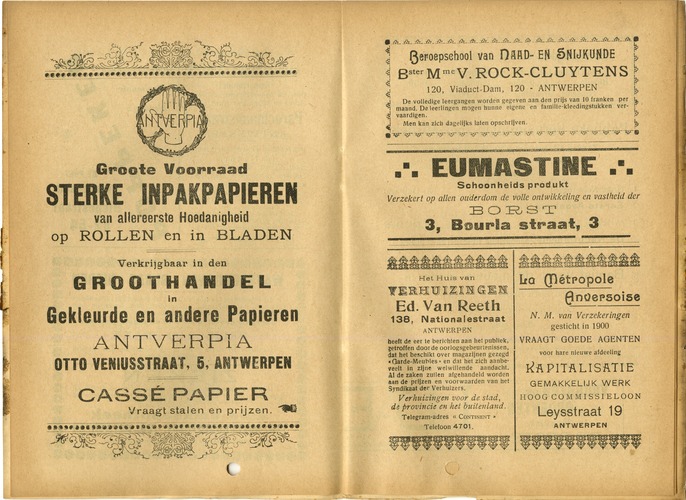 ANTVERPIA
Groote Voorraad
STERKE INPAKPAPIEREN
van allereerste Hoedanigheid
op ROLLEN en in BLADEN
Verkrijgbaar in den
GROOTHANDEL
in
Gekleurde en andere Papieren
ANTVERPIA
OTTO VENIUSSTRAAT, 5, ANTWERPEN
CASSÉ PAPIER
Vraagt stalen en prijzen.
Beroepschool van NAAD- EN SNIJKUNDE
Bster Mme V. ROCK-CLUYTENS
120, Viaduct-Dam, 120 - ANTWERPEN
De volledige leergangen worden gegeven aan den prijs van 10 franken per
maand. De leerlingen mogen hunne eigene en familie-kleedingstukken ver-
vaardigen.
Men kan zich dagelijks laten opschrijven.
EUMASTINE
Schoonheids produkt
Verzekert op allen ouderdom de volle ontwikkeling en vastheid der
BORST
3, Bourla straat, 3
Het Huis van
VERHUIZINGEN
Ed. Van Reeth
138, Nationalestraat
ANTWERPEN
heeft de eer te berichten aan het publiek,
getroffen door de oorlogsgebeurtenissen,
dat het beschikt over magazijnen gezegd
«Garde-Meubles» en dat het zich aanbe-
veelt in zijne welwillende aandacht.
Al de zaken zullen afgehandeld worden
aan de prijzen en voorwaarden van het
Syndikaat der Verhuizers.
Verhuizingen voor de stad,
de provincie en het buitenland.
Telegram-adres « CONTINENT »
Telefoon 4701.
La Métropole
Anversoise
N. M. van Verzekeringen
gesticht in 1900
VRAAGT GOEDE AGENTEN
voor hare nieuwe afdeeling
KAPITALISATIE
GEMAKKELIJK WERK
HOOG COMMISSIELOON
Leysstraat 19
ANTWERPEN